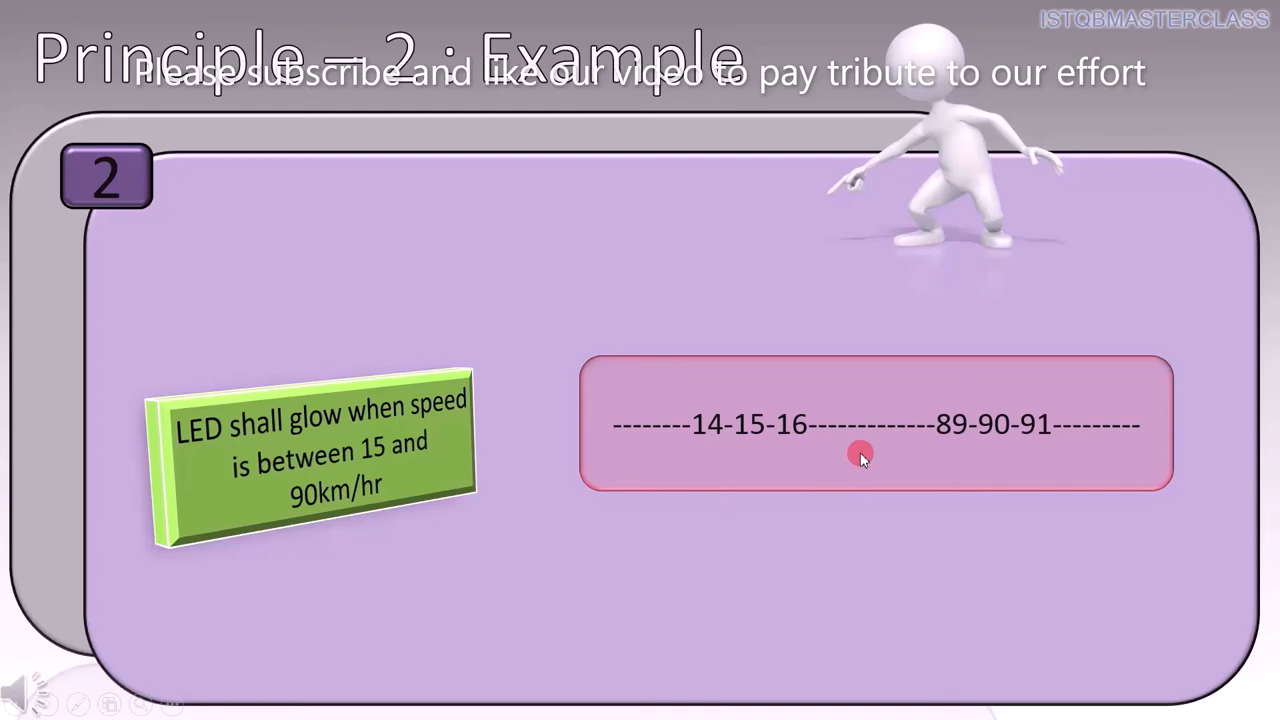 ISTQBMASTERCLASS
Principle – 2 : Example
Please subscribe and like our video to pay tribute to our effort
2
LED shall glow when speed
is between 15 and
90km/hr
--------14-15-16-------------89-90-91---------